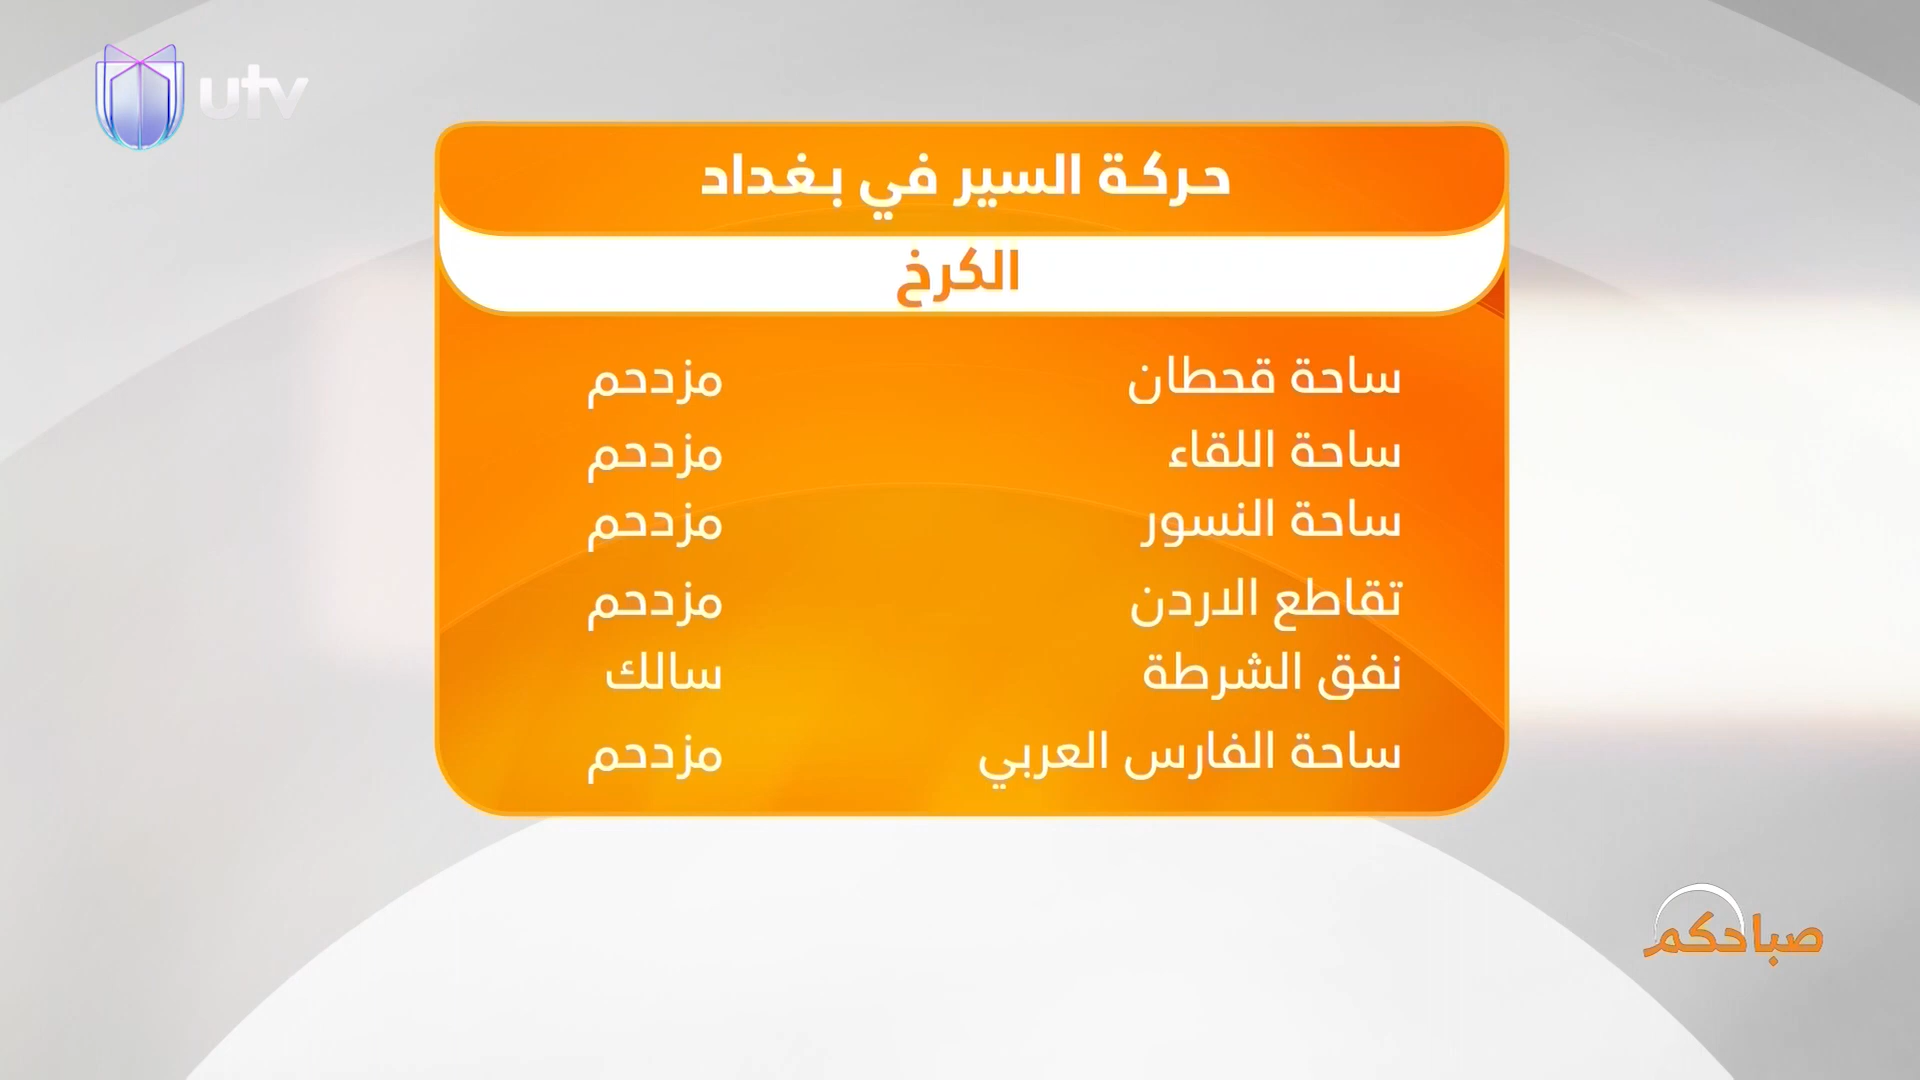 utv
حركة السير في بغداد
الكرخ
ساحة قحطان مزدحم
ساحة اللقاء مزدحم
ساحة النسور مزدحم
تقاطع الاردن مزدحم
نفق الشرطة سالك
ساحة الفارس العربي مزدحم
صباحكم